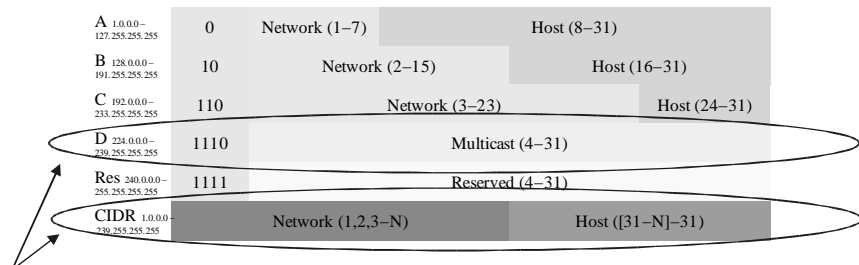 A 1.0.0.0–
127.255.255.255
0
Network (1–7)
Host (8–31)
B 128.0.0.0–
191.255.255.255
10
Network (2–15)
Host (16–31)
C 192.0.0.0–
233.255.255.255
110
Network (3–23)
Host (24–31)
D 224.0.0.0–
239.255.255.255
1110
Multicast (4–31)
Res 240.0.0.0–
255.255.255.255
1111
Reserved (4–31)
CIDR 1.0.0.0–
239.255.255.255
Network (1,2,3–N)
Host ([31–N]–31)